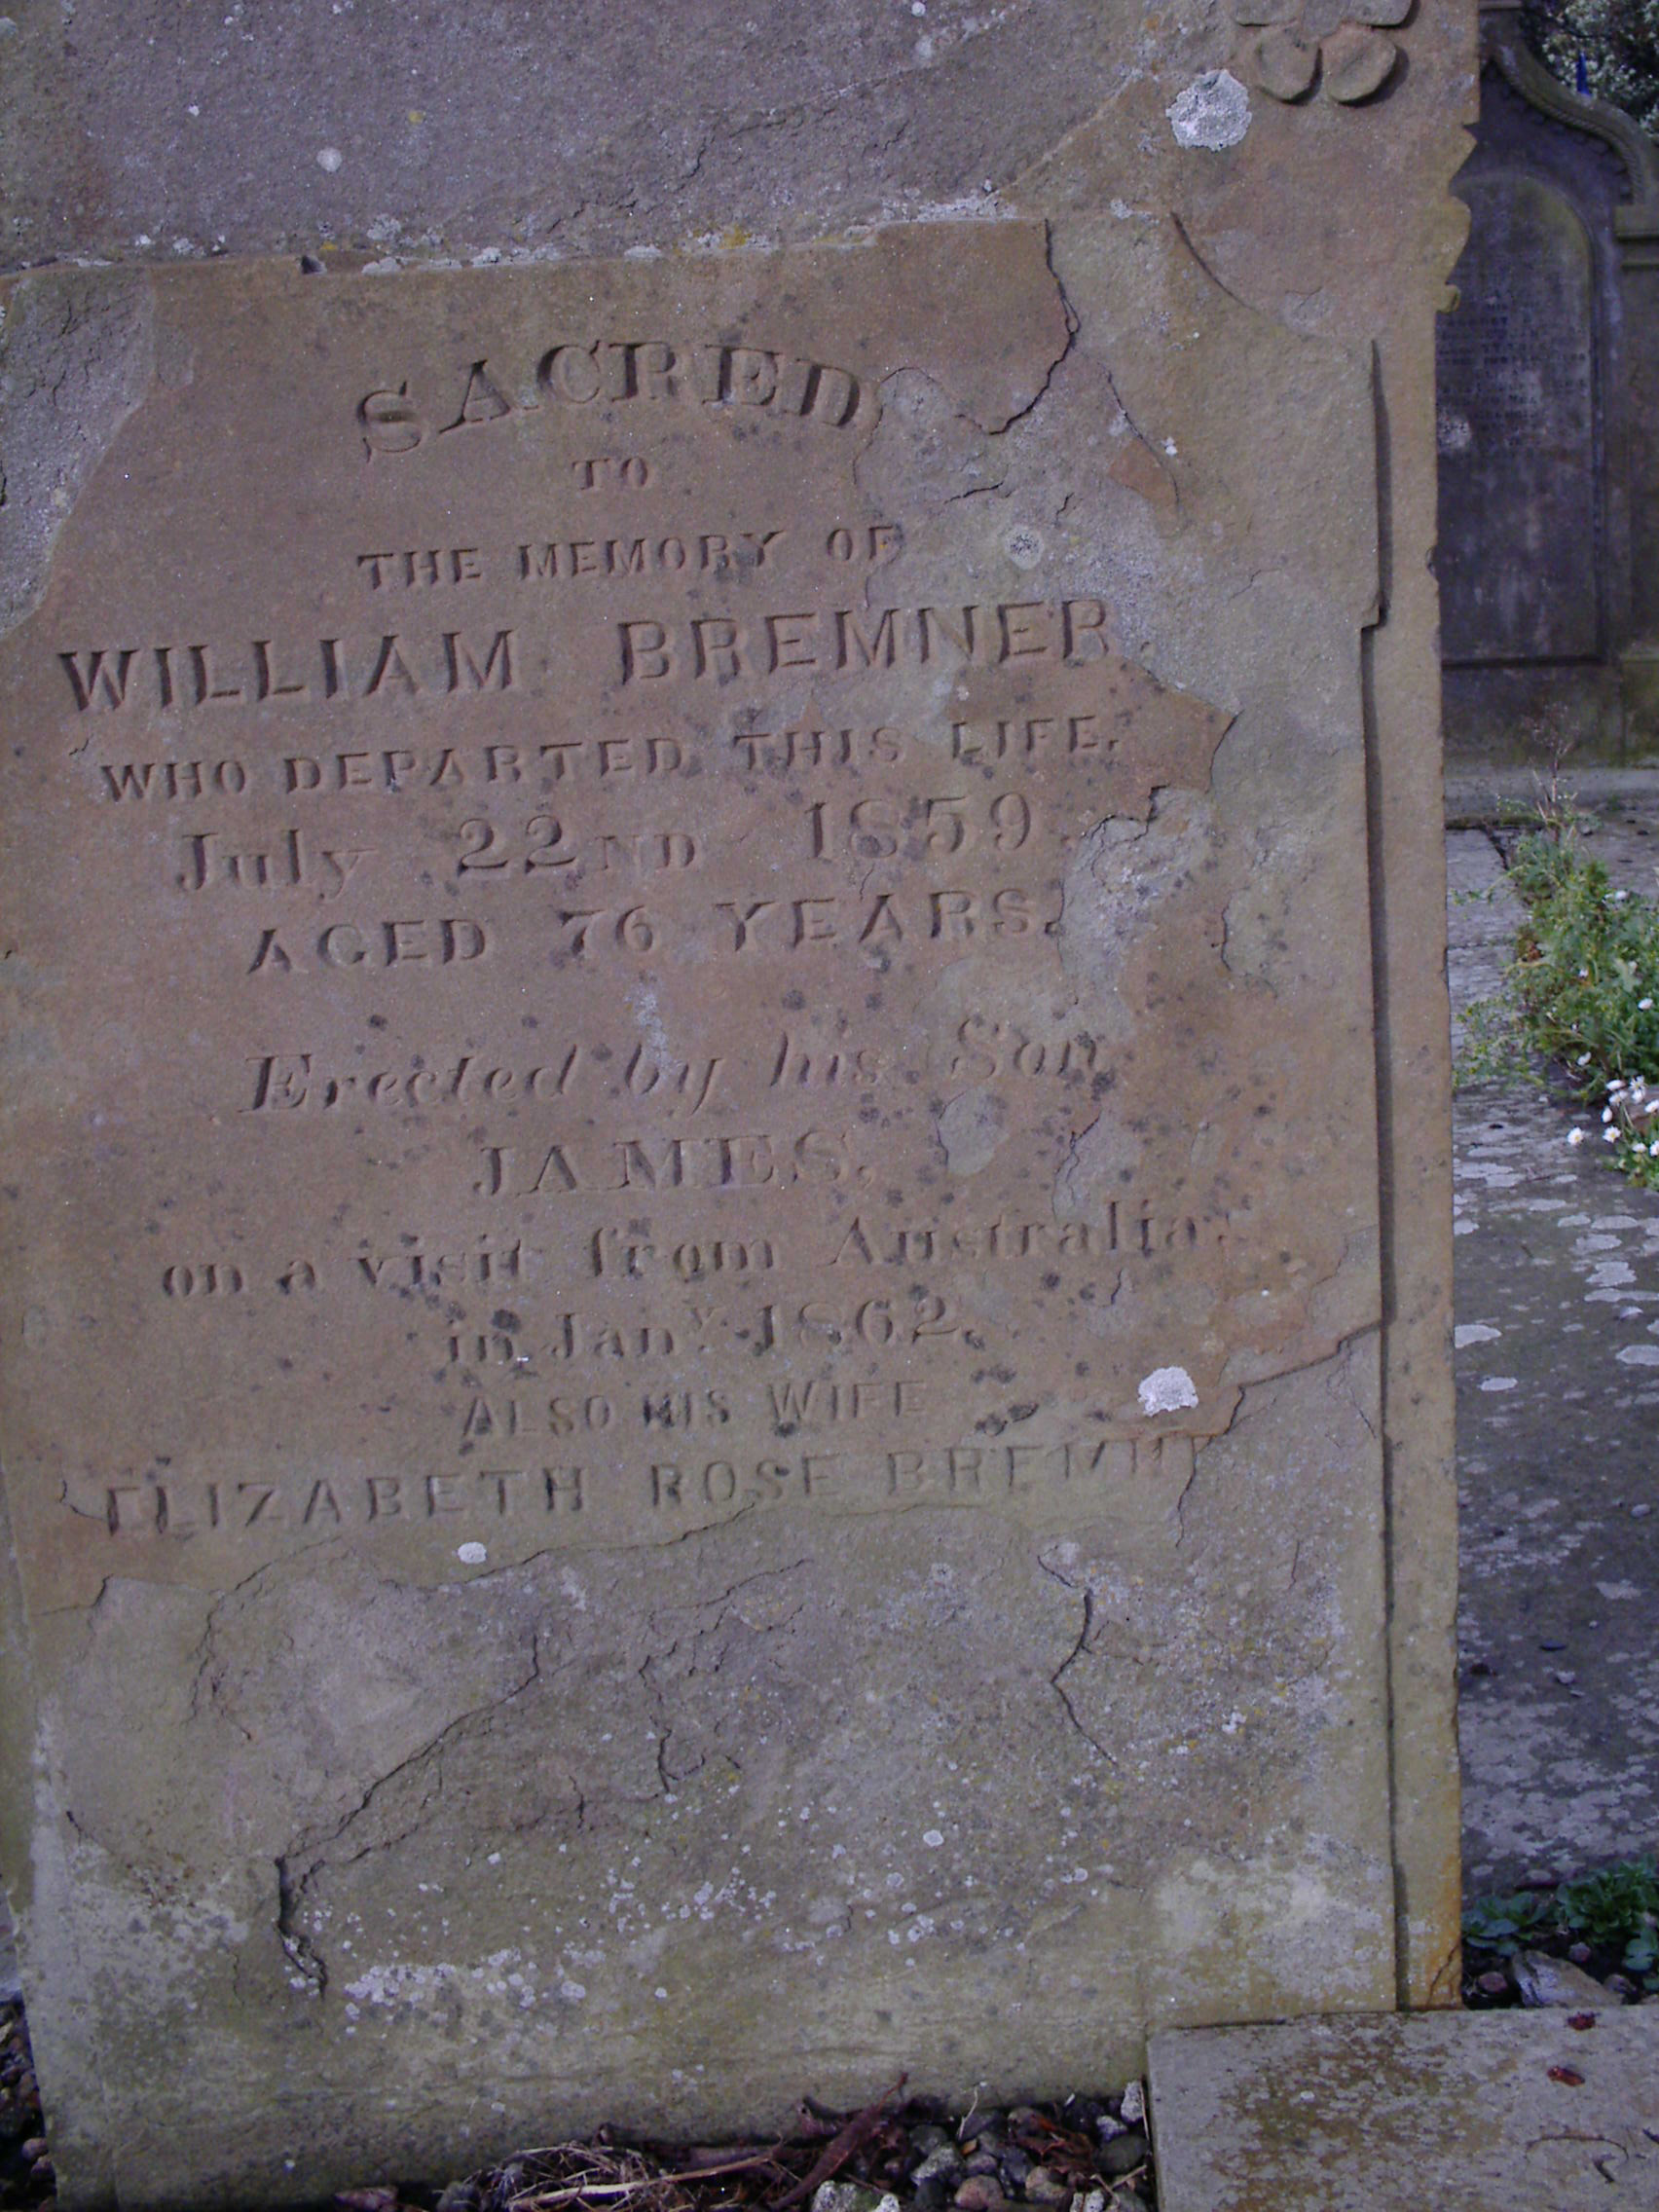 SACRED
TO
THE MEMORY OF
WILLIAM BREMNER
WHO DEPARTED THIS LIFE,
July 22ND 1859
AGED 76 YEARS.
Erected by his Son
JAMES,
on a visit from Australia
in Jany. 1862.
ALSO HIS WIFE
ELIZABETH ROSE